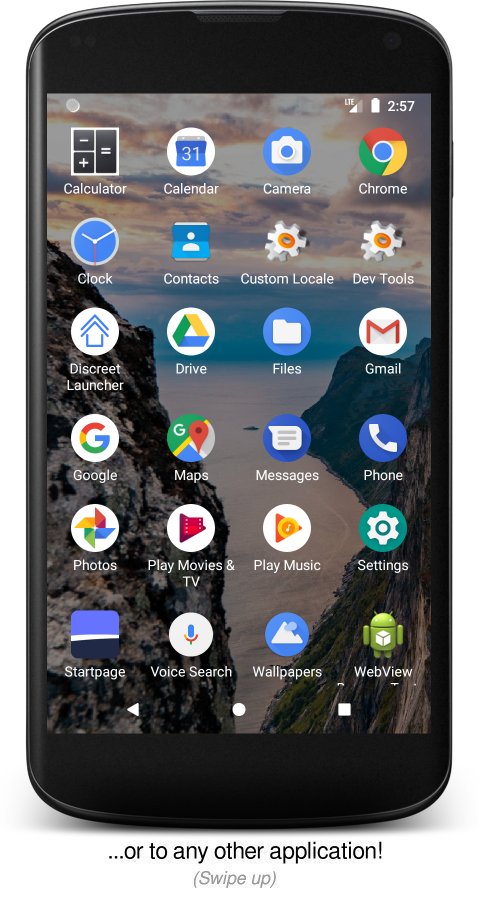 LTE 2:57
Calculator Calendar Camera Chrome
31
Clock Contacts Custom Locale Dev Tools
Discreet Launcher Drive Files Gmail
G
Google Maps Messages Phone
Photos Play Movies & TV Play Music Settings
Startpage Voice Search Wallpapers WebView
...or to any other application!
(Swipe up)